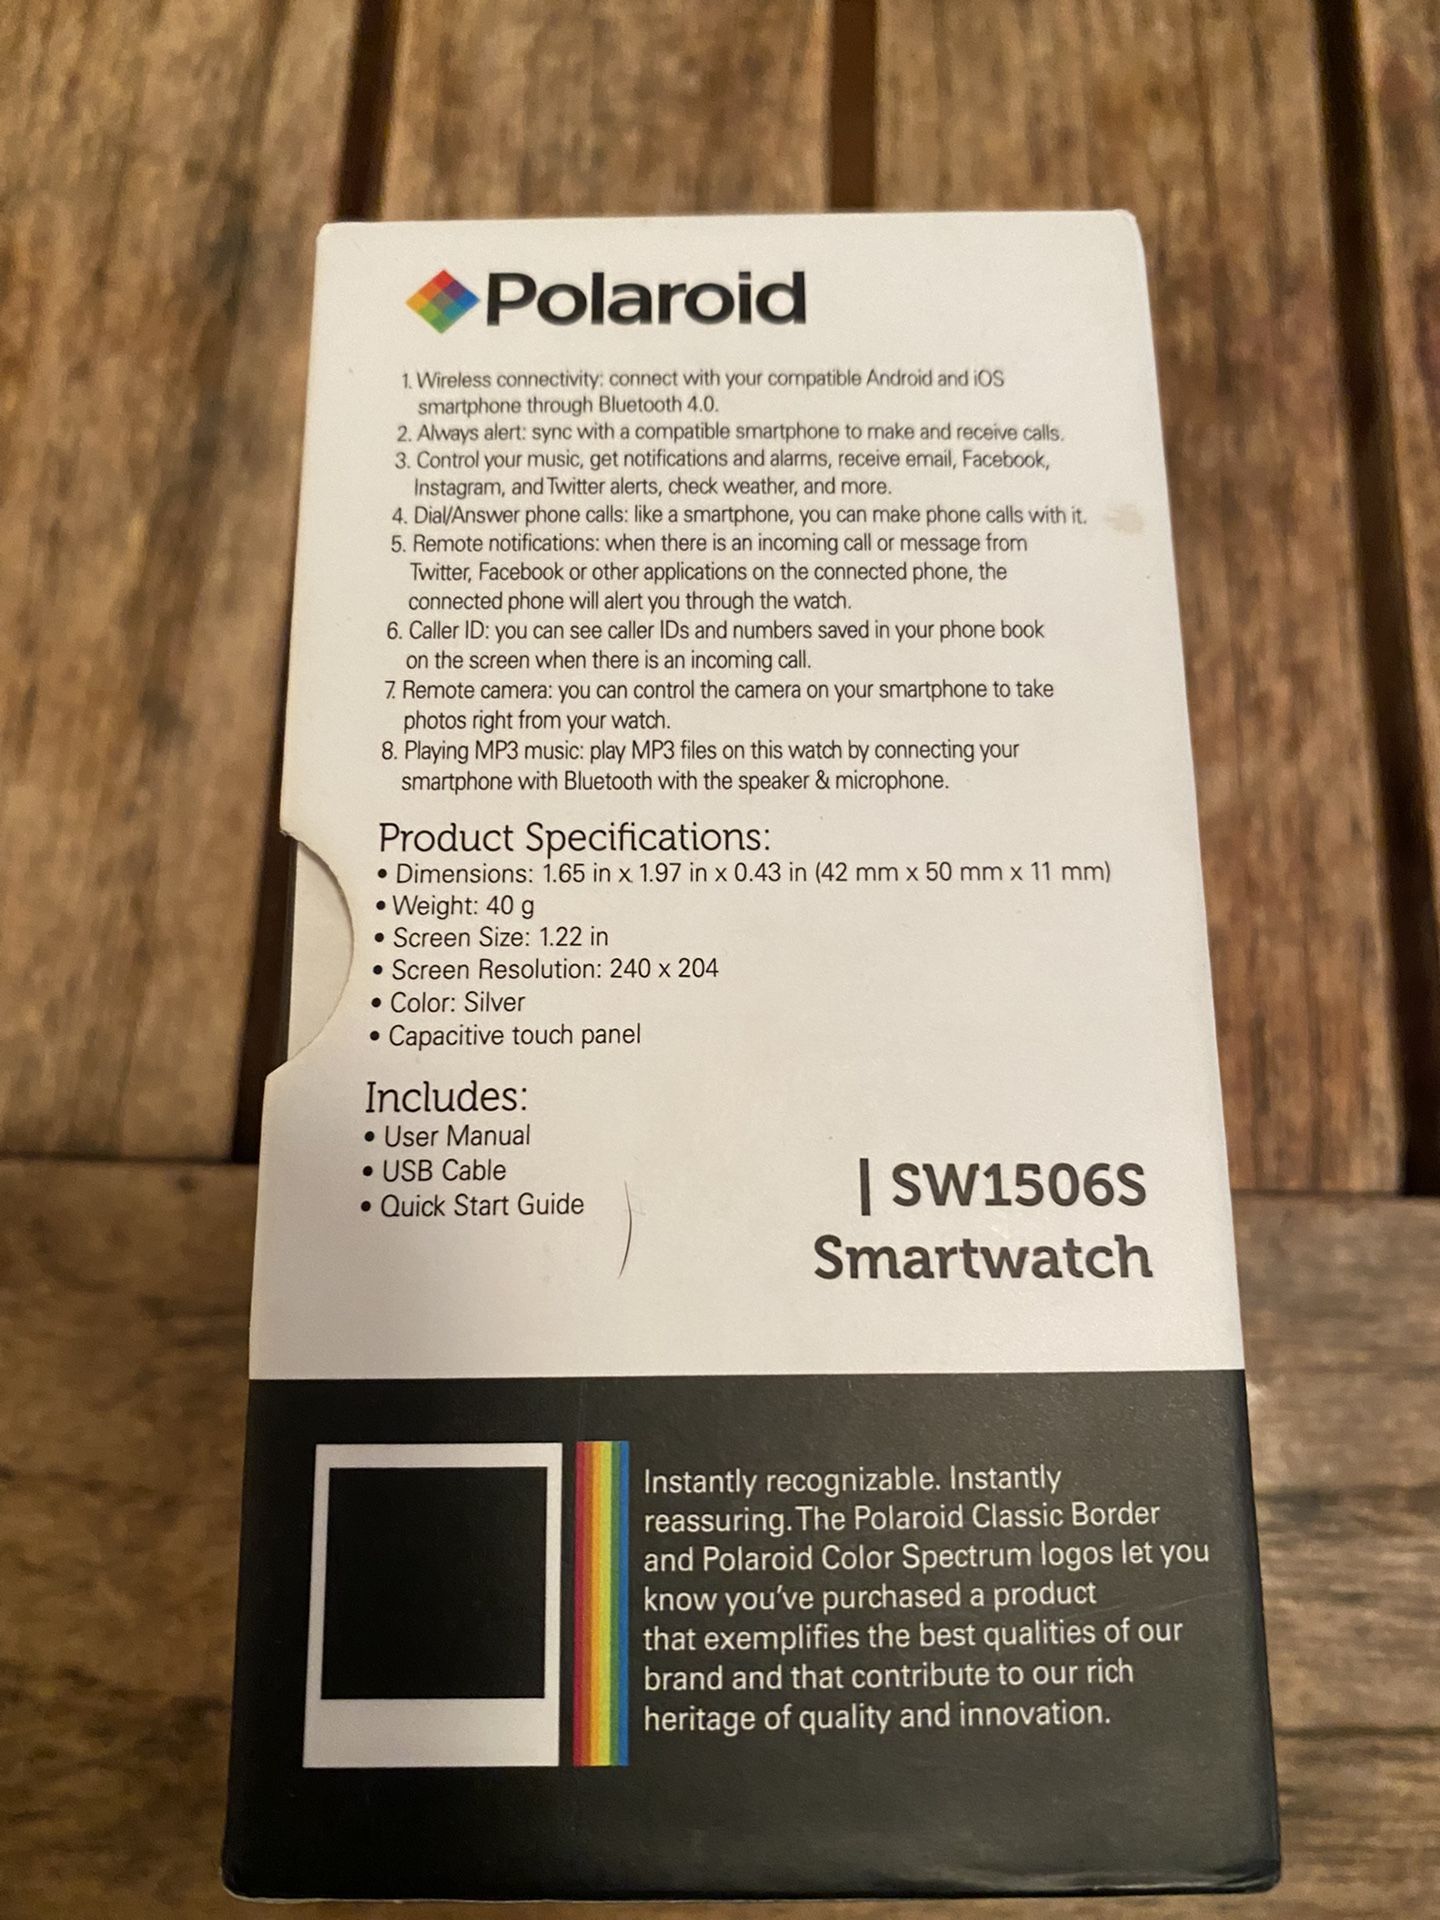 Polaroid
1. Wireless connectivity: connect with your compatible Android and iOS
smartphone through Bluetooth 4.0.
2. Always alert: sync with a compatible smartphone to make and receive calls.
3. Control your music, get notifications and alarms, receive email, Facebook,
Instagram, and Twitter alerts, check weather, and more.
4. Dial/Answer phone calls: like a smartphone, you can make phone calls with it.
5. Remote notifications: when there is an incoming call or message from
Twitter, Facebook or other applications on the connected phone, the
connected phone will alert you through the watch.
6. Caller ID: you can see caller IDs and numbers saved in your phone book
on the screen when there is an incoming call.
7. Remote camera: you can control the camera on your smartphone to take
photos right from your watch.
8. Playing MP3 music: play MP3 files on this watch by connecting your
smartphone with Bluetooth with the speaker & microphone.
Product Specifications:
• Dimensions: 1.65 in x 1.97 in x 0.43 in (42 mm x 50 mm x 11 mm)
• Weight: 40 g
• Screen Size: 1.22 in
• Screen Resolution: 240 x 204
• Color: Silver
• Capacitive touch panel
Includes:
• User Manual
• USB Cable
• Quick Start Guide
| SW1506S
Smartwatch
Instantly recognizable. Instantly
reassuring. The Polaroid Classic Border
and Polaroid Color Spectrum logos let you
know you've purchased a product
that exemplifies the best qualities of our
brand and that contribute to our rich
heritage of quality and innovation.